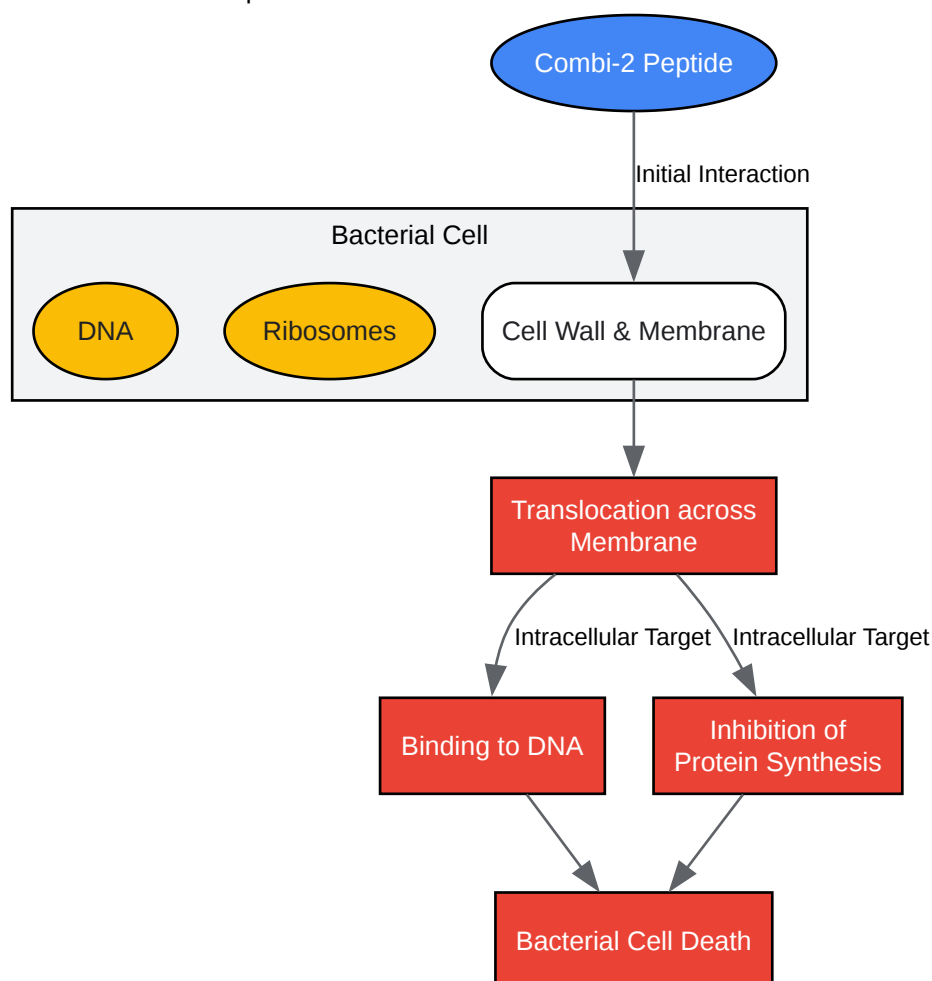 Combi-2 Peptide
Initial Interaction
Bacterial Cell
DNA
Ribosomes
Cell Wall & Membrane
Translocation across
Membrane
Intracellular Target
Intracellular Target
Binding to DNA
Inhibition of
Protein Synthesis
Bacterial Cell Death